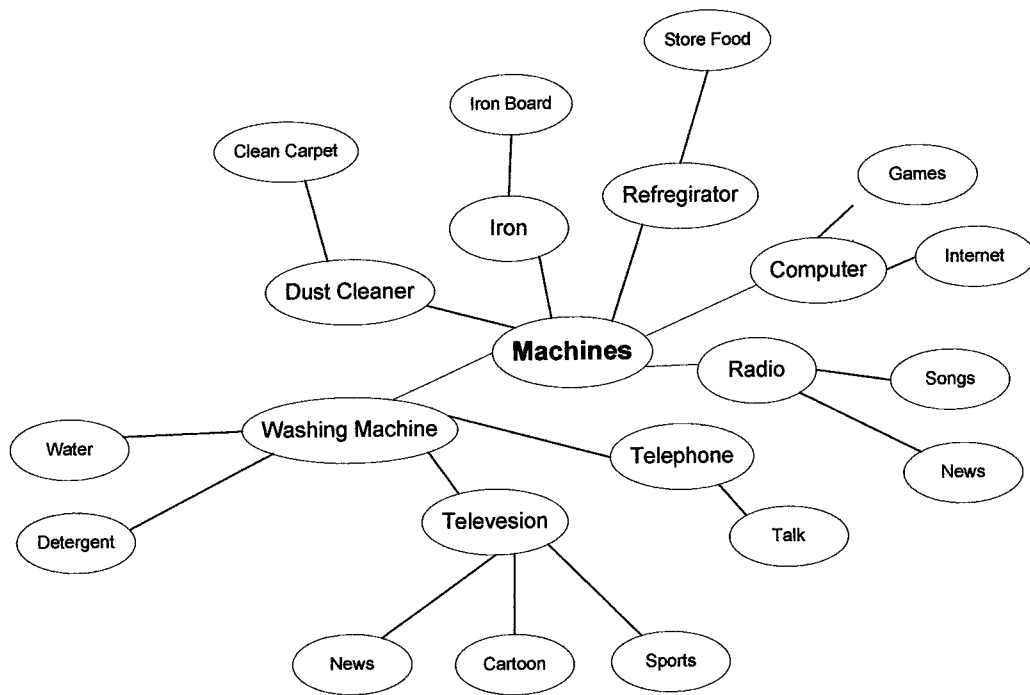 Store Food
Iron Board
Clean Carpet
Games
Refregirator
Iron
Internet
Computer
Dust Cleaner
Machines
Radio
Songs
Washing Machine
Water
Telephone
News
Televesion
Talk
Detergent
News
Cartoon
Sports